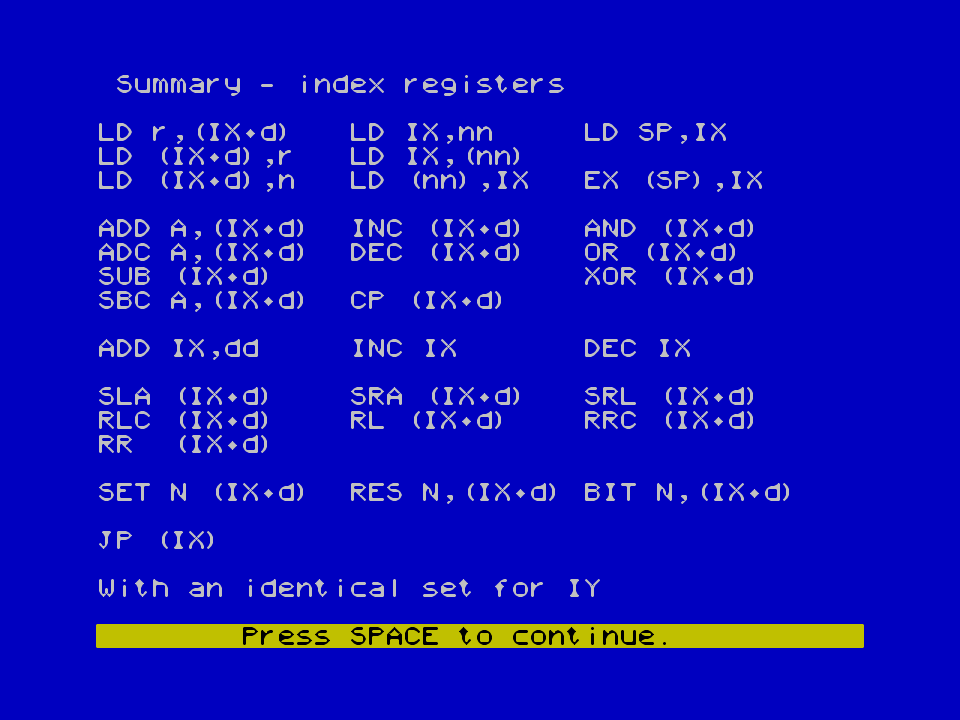 Summary - index registers
LD r,(IX+d) LD IX,nn LD SP,IX
LD (IX+d),r LD IX,(nn)
LD (IX+d),n LD (nn),IX EX (SP),IX
ADD A,(IX+d) INC (IX+d) AND (IX+d)
ADC A,(IX+d) DEC (IX+d) OR (IX+d)
SUB (IX+d) XOR (IX+d)
SBC A,(IX+d) CP (IX+d)
ADD IX,dd INC IX DEC IX
SLA (IX+d) SRA (IX+d) SRL (IX+d)
RLC (IX+d) RL (IX+d) RRC (IX+d)
RR (IX+d)
SET N (IX+d) RES N,(IX+d) BIT N,(IX+d)
JP (IX)
With an identical set for IY
Press SPACE to continue.